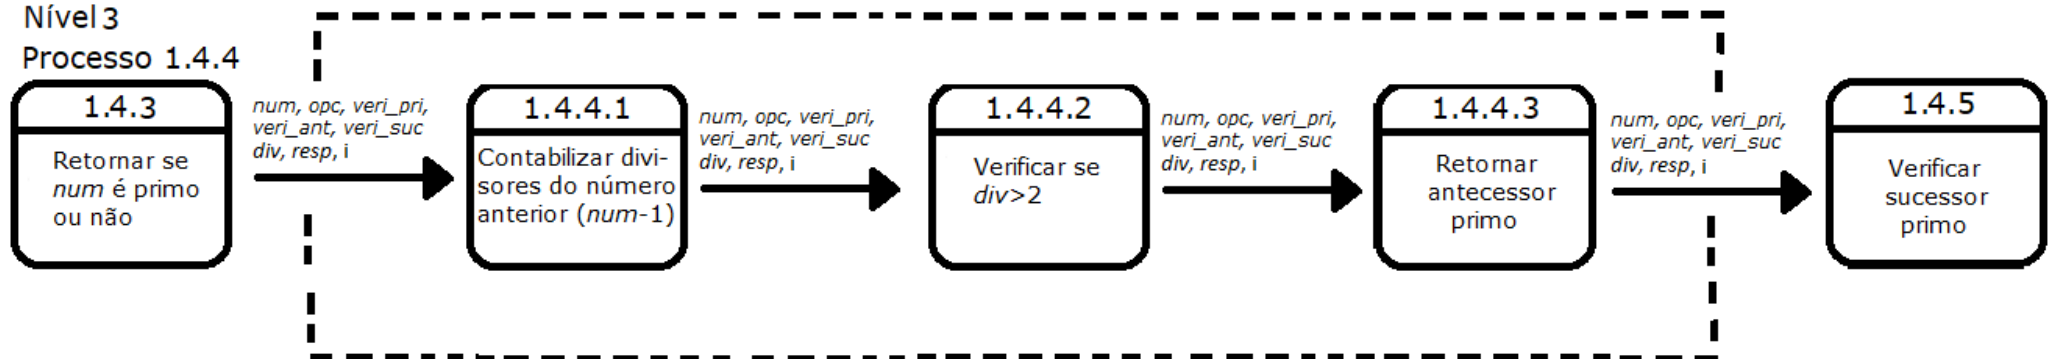 Nível 3
Processo 1.4.4
1.4.3
Retornar se
num é primo
ou não
num, opc, veri_pri,
veri_ant, veri_suc
div, resp, i
1.4.4.1
Contabilizar divi-
sores do número
anterior (num-1)
num, opc, veri_pri,
veri_ant, veri_suc
div, resp, i
1.4.4.2
Verificar se
div>2
num, opc, veri_pri,
veri_ant, veri_suc
div, resp, i
1.4.4.3
Retornar
antecessor
primo
num, opc, veri_pri,
veri_ant, veri_suc
div, resp, i
1.4.5
Verificar
sucessor
primo